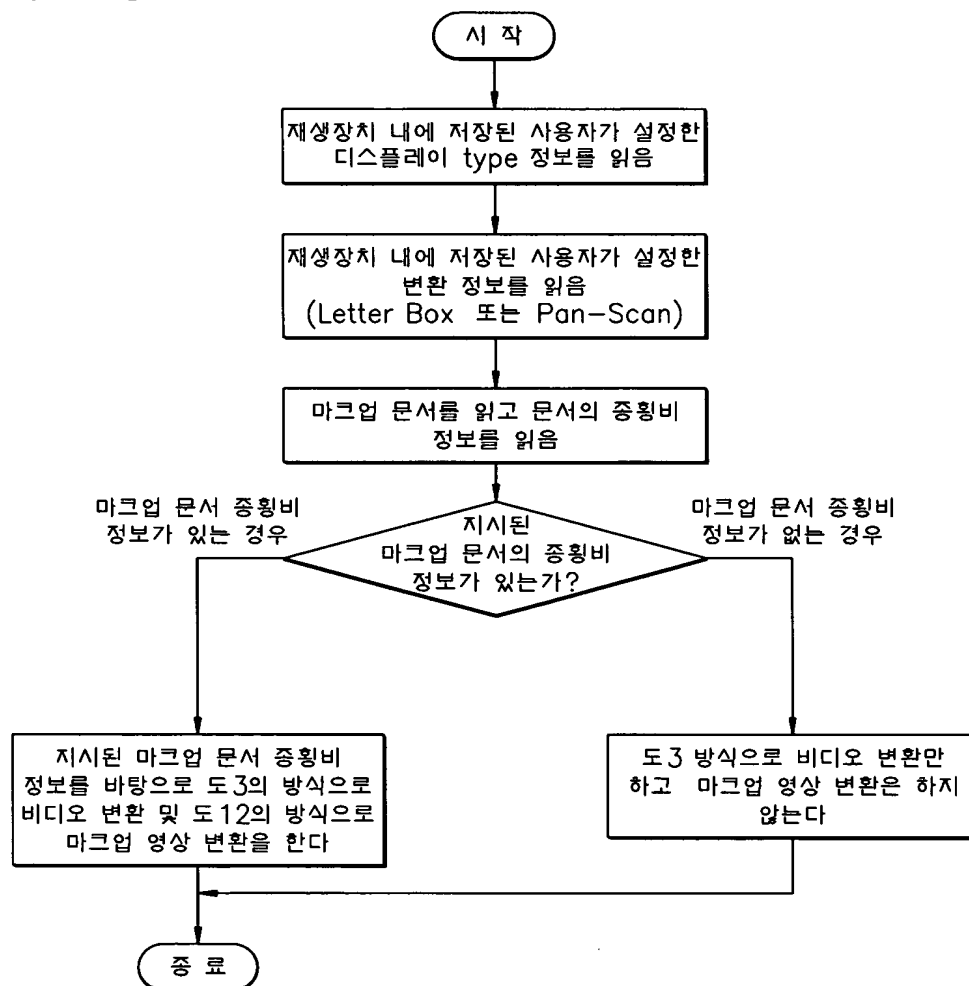 시 작
재생장치 내에 저장된 사용자가 설정한
디스플레이 type 정보를 읽음
재생장치 내에 저장된 사용자가 설정한
변환 정보를 읽음
(Letter Box 또는 Pan-Scan)
마크업 문서를 읽고 문서의 종횡비
정보를 읽음
마크업 문서 종횡비
정보가 있는 경우
지시된
마크업 문서의 종횡비
정보가 있는가?
마크업 문서 종횡비
정보가 없는 경우
지시된 마크업 문서 종횡비
정보를 바탕으로 도3의 방식으로
비디오 변환 및 도12의 방식으로
마크업 영상 변환을 한다
도3 방식으로 비디오 변환만
하고 마크업 영상 변환은 하지
않는다
종 료